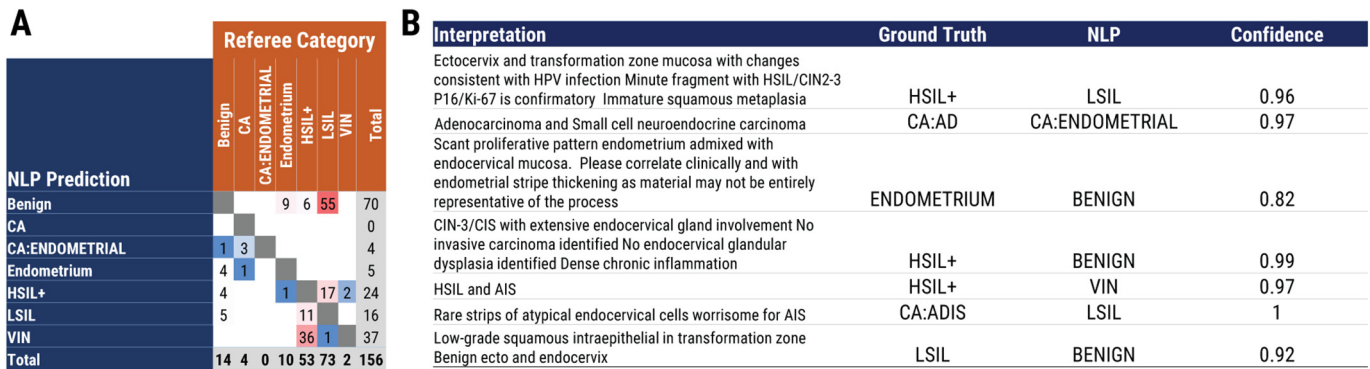 A
Referee Category
NLP Prediction
Benign
CA
CA:ENDOMETRIAL
Endometrium
HSIL+
LSIL
VIN
Total
Benign 9 6 55 70
CA 0
CA:ENDOMETRIAL 1 3 4
Endometrium 4 1 5
HSIL+ 4 1 17 2 24
LSIL 5 11 16
VIN 36 1 37
Total 14 4 0 10 53 73 2 156
B
Interpretation Ground Truth NLP Confidence
Ectocervix and transformation zone mucosa with changes
consistent with HPV infection Minute fragment with HSIL/CIN2-3
P16/Ki-67 is confirmatory Immature squamous metaplasia HSIL+ LSIL 0.96
Adenocarcinoma and Small cell neuroendocrine carcinoma CA:AD CA:ENDOMETRIAL 0.97
Scant proliferative pattern endometrium admixed with
endocervical mucosa. Please correlate clinically and with
endometrial stripe thickening as material may not be entirely
representative of the process ENDOMETRIUM BENIGN 0.82
CIN-3/CIS with extensive endocervical gland involvement No
invasive carcinoma identified No endocervical glandular
dysplasia identified Dense chronic inflammation HSIL+ BENIGN 0.99
HSIL and AIS HSIL+ VIN 0.97
Rare strips of atypical endocervical cells worrisome for AIS CA:ADIS LSIL 1
Low-grade squamous intraepithelial in transformation zone
Benign ecto and endocervix LSIL BENIGN 0.92